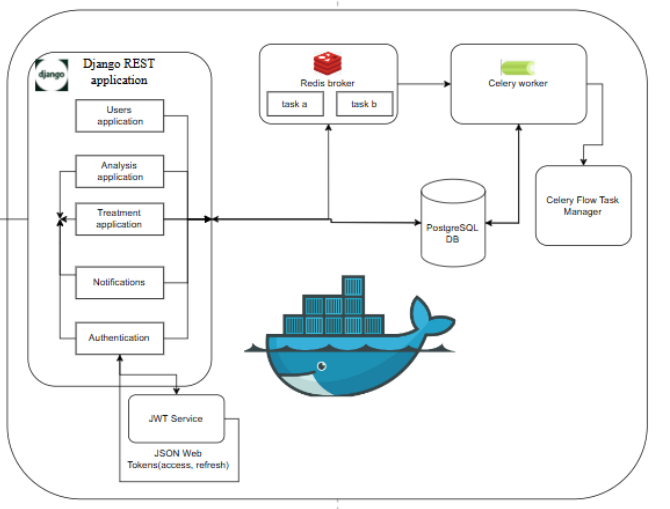 django
Django REST
application
Users
application
Analysis
application
Treatment
application
Notifications
Authentication
Redis broker
task a
task b
Celery worker
Celery Flow Task
Manager
PostgreSQL
DB
JWT Service
JSON Web
Tokens(access, refresh)